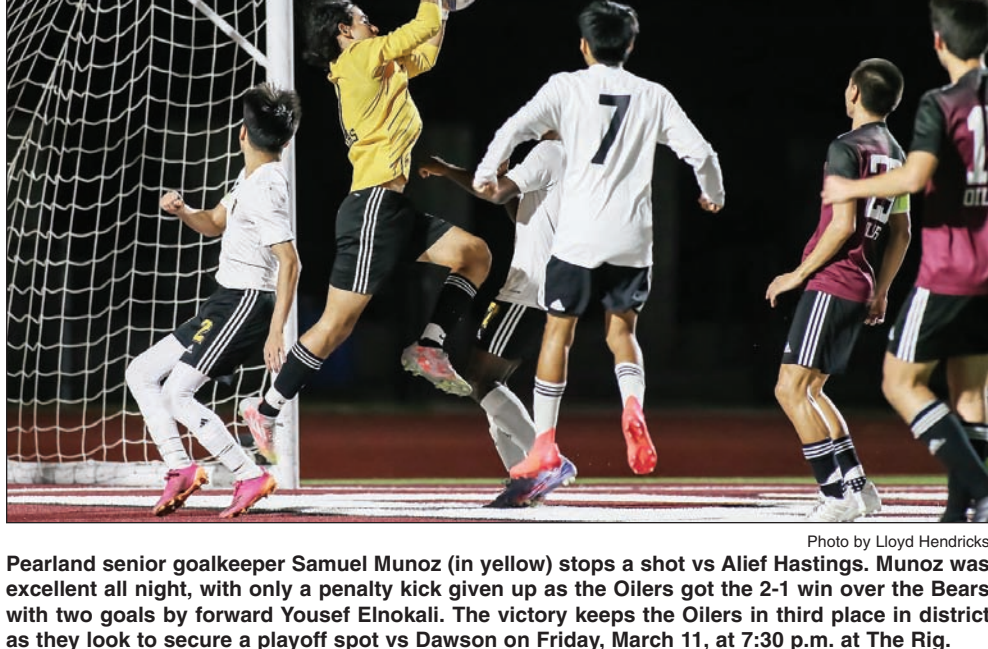 7
2
Photo by Lloyd Hendricks
Pearland senior goalkeeper Samuel Munoz (in yellow) stops a shot vs Alief Hastings. Munoz was
excellent all night, with only a penalty kick given up as the Oilers got the 2-1 win over the Bears
with two goals by forward Yousef Elnokali. The victory keeps the Oilers in third place in district
as they look to secure a playoff spot vs Dawson on Friday, March 11, at 7:30 p.m. at The Rig.